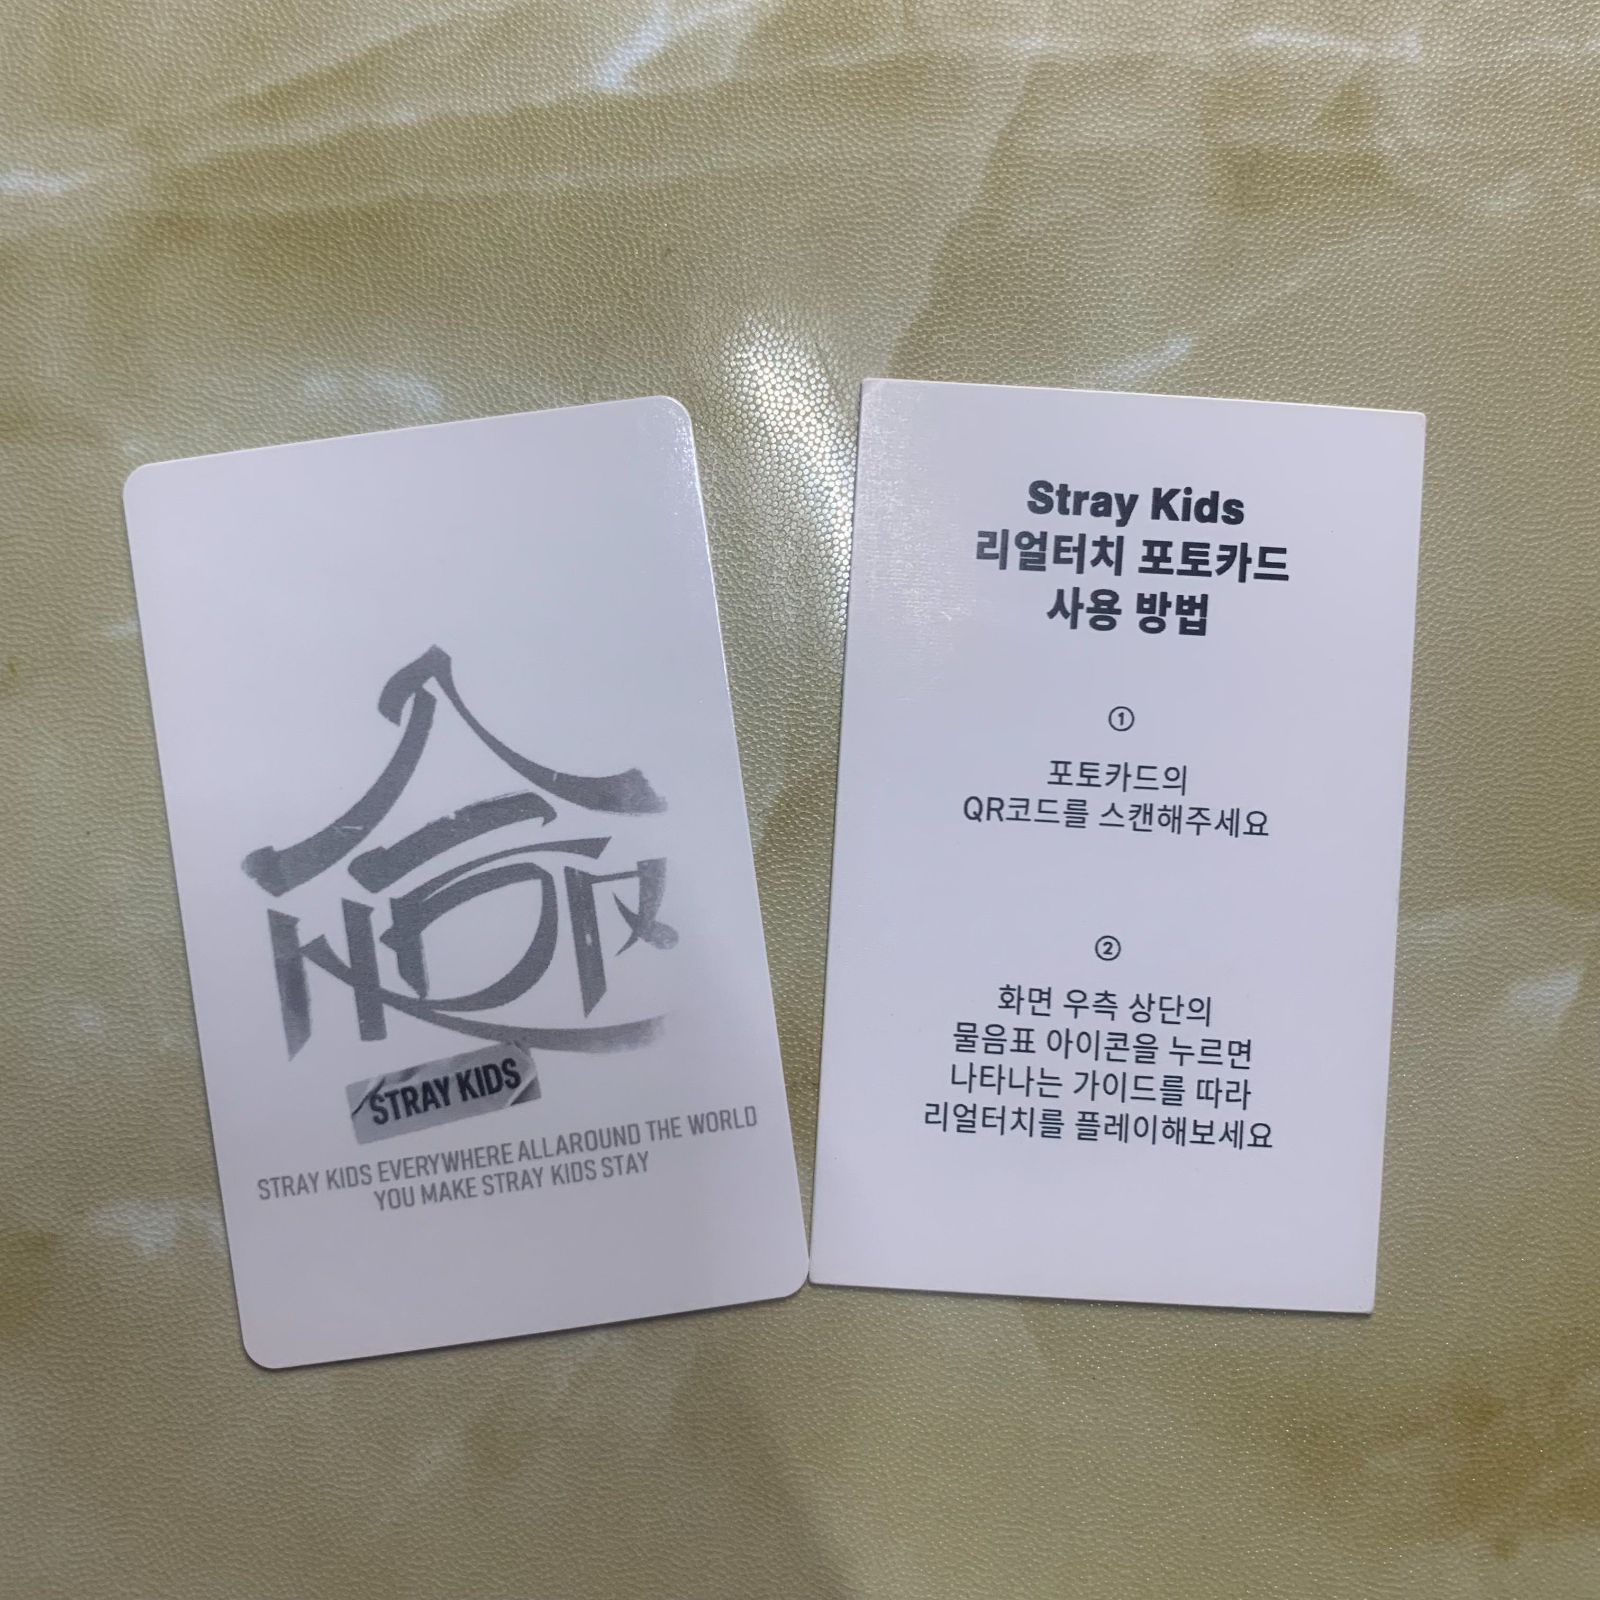 STRAY KIDS
STRAY KIDS EVERYWHERE ALL AROUND THE WORLD
YOU MAKE STRAY KIDS STAY
Stray Kids
리얼터치 포토카드
사용 방법
①
포토카드의
QR코드를 스캔해주세요
②
화면 우측 상단의
물음표 아이콘을 누르면
나타나는 가이드를 따라
리얼터치를 플레이해보세요